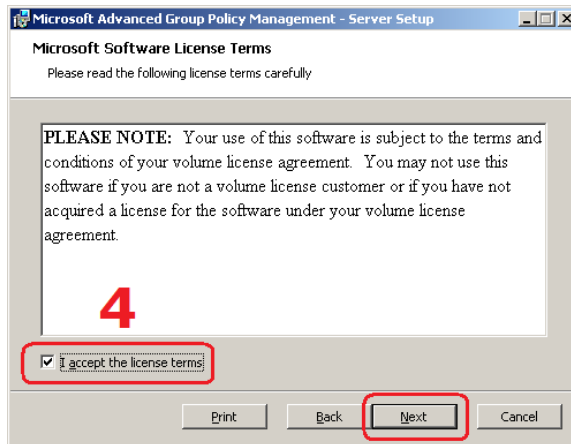 Microsoft Advanced Group Policy Management - Server Setup
Microsoft Software License Terms
Please read the following license terms carefully
PLEASE NOTE: Your use of this software is subject to the terms and
conditions of your volume license agreement. You may not use this
software if you are not a volume license customer or if you have not
acquired a license for the software under your volume license
agreement.
4
I accept the license terms
Print Back Next Cancel